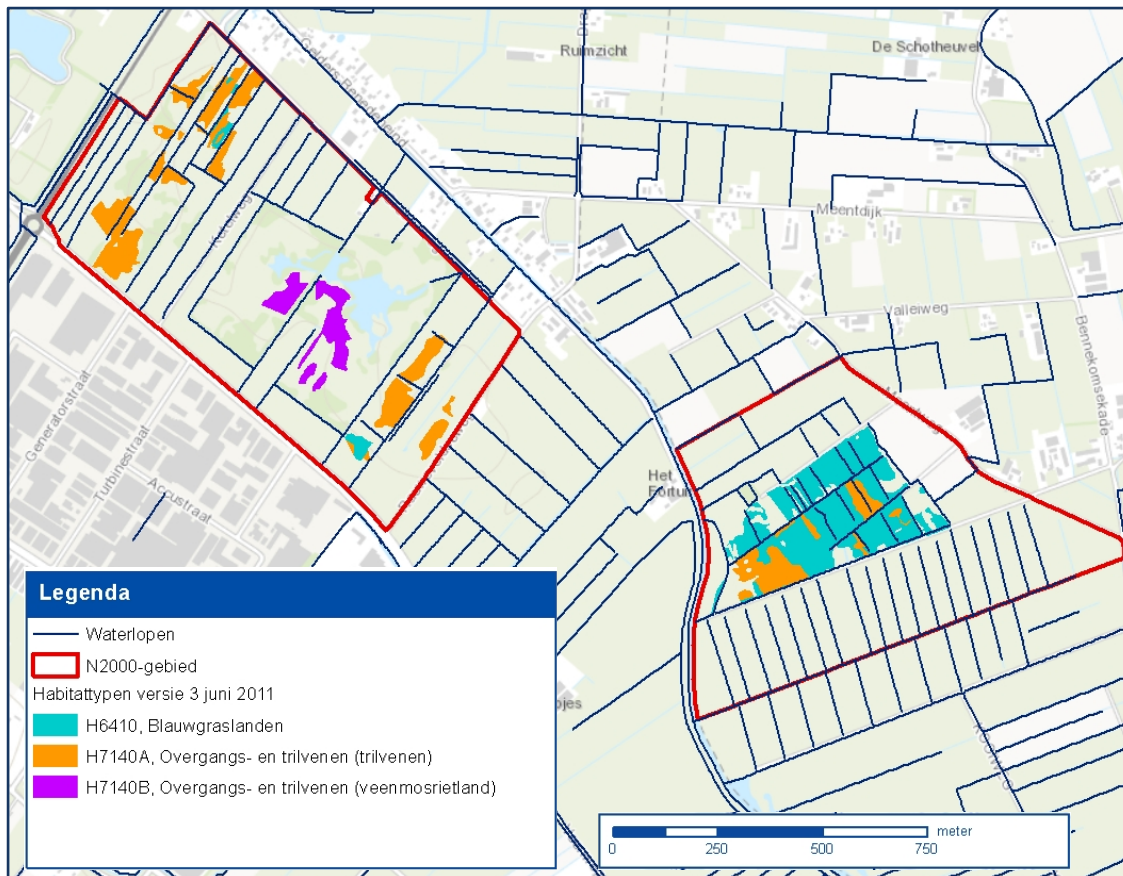 Ruimzicht
De Schotheuvel
Meentdijk
Valleiweg
Bennekomsekade
Generatorstraat
Turbinestraat
Accustraat
Het
Legenda
Waterlopen
N2000-gebied
Habitattypen versie 3 juni 2011
H6410, Blauwgraslanden
H7140A, Overgangs- en trilvenen (trilvenen)
H7140B, Overgangs- en trilvenen (veenmosrietland)
meter
0 250 500 750